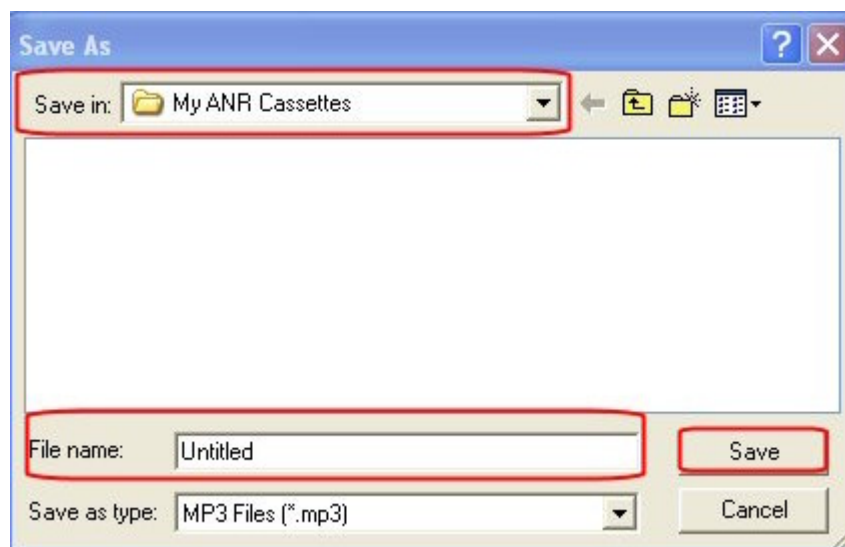 Save As
Save in: My ANR Cassettes
File name: Untitled
Save
Save as type: MP3 Files (*.mp3)
Cancel